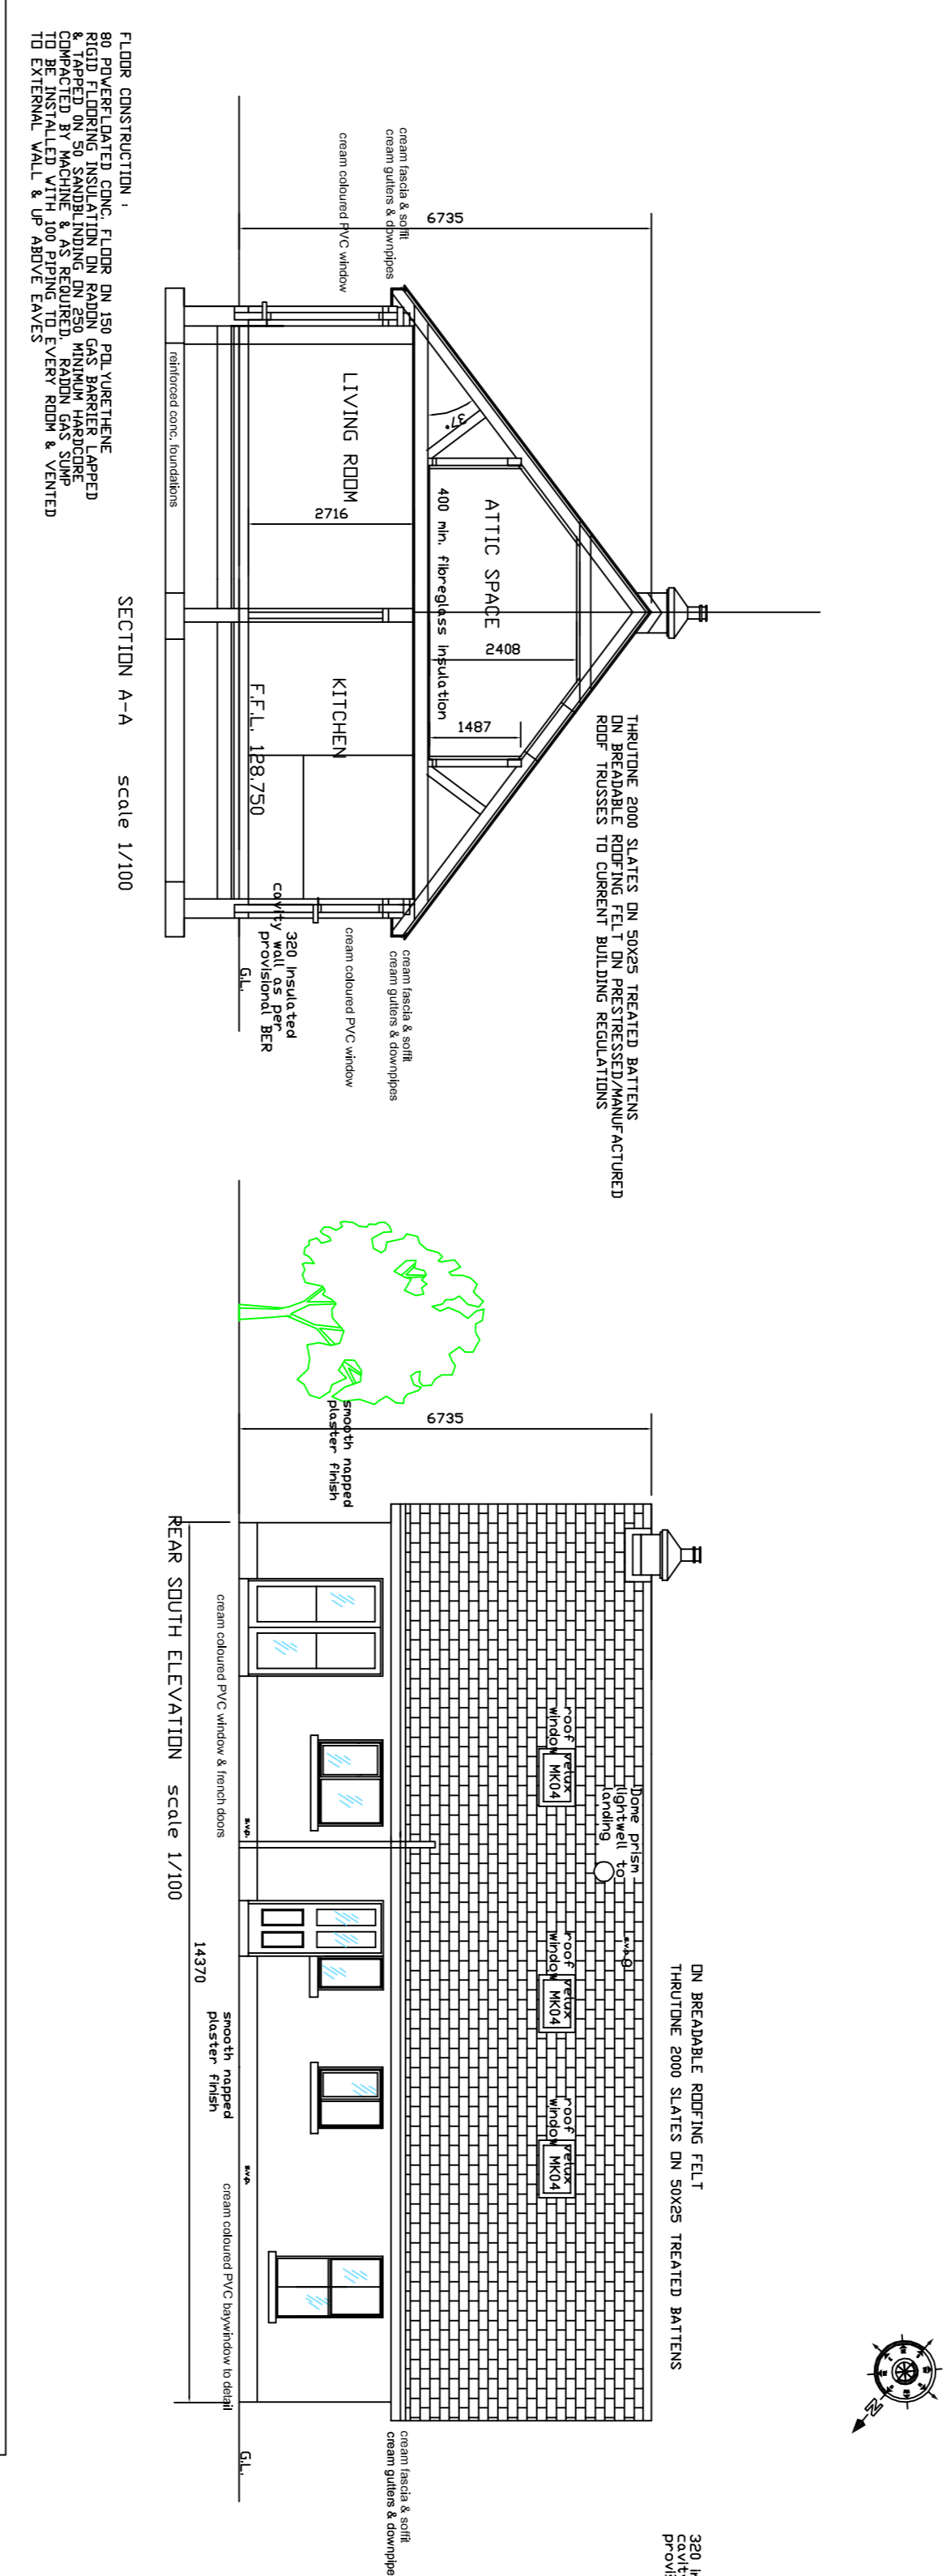 6735
cream fascia & soffit
cream gutters & downpipes
cream coloured PVC window
37°
ATTIC SPACE
2408
1487
400 min. fibreglass insulation
LIVING ROOM
2716
KITCHEN
F.F.L. 128.750
reinforced conc. foundations
THRUTONE 2000 SLATES ON 50X25 TREATED BATTENS
ON BREADABLE ROOFING FELT ON PRESTRESSED/MANUFACTURED
ROOF TRUSSES TO CURRENT BUILDING REGULATIONS
cream fascia & soffit
cream gutters & downpipes
cream coloured PVC window
320 insulated
cavity wall as per
provisional BER
G.L.
SECTION A-A scale 1/100
FLOOR CONSTRUCTION :
80 POWERFLOATED CONC. FLOOR ON 150 POLYURETHENE
RIGID FLOORING INSULATION ON RADON GAS BARRIER LAPPED
& TAPPED ON 50 SANDBLINDING ON 250 MINIMUM HARDCORE
COMPACTED BY MACHINE & AS REQUIRED. RADON GAS SUMP
TO BE INSTALLED WITH 100 PIPING TO EVERY ROOM & VENTED
TO EXTERNAL WALL & UP ABOVE EAVES
N
ON BREADABLE ROOFING FELT
THRUTONE 2000 SLATES ON 50X25 TREATED BATTENS
6735
smooth napped
plaster finish
Dome prism
lightwell to
landing
velux
roof
window MK04
velux
roof
window MK04
velux
roof
window MK04
s.v.p.
s.v.p.
cream coloured PVC window & french doors
smooth napped
plaster finish
cream coloured PVC baywindow to detail
14370
REAR SOUTH ELEVATION scale 1/100
G.L.
cream fascia & soffit
cream gutters & downpipe
320